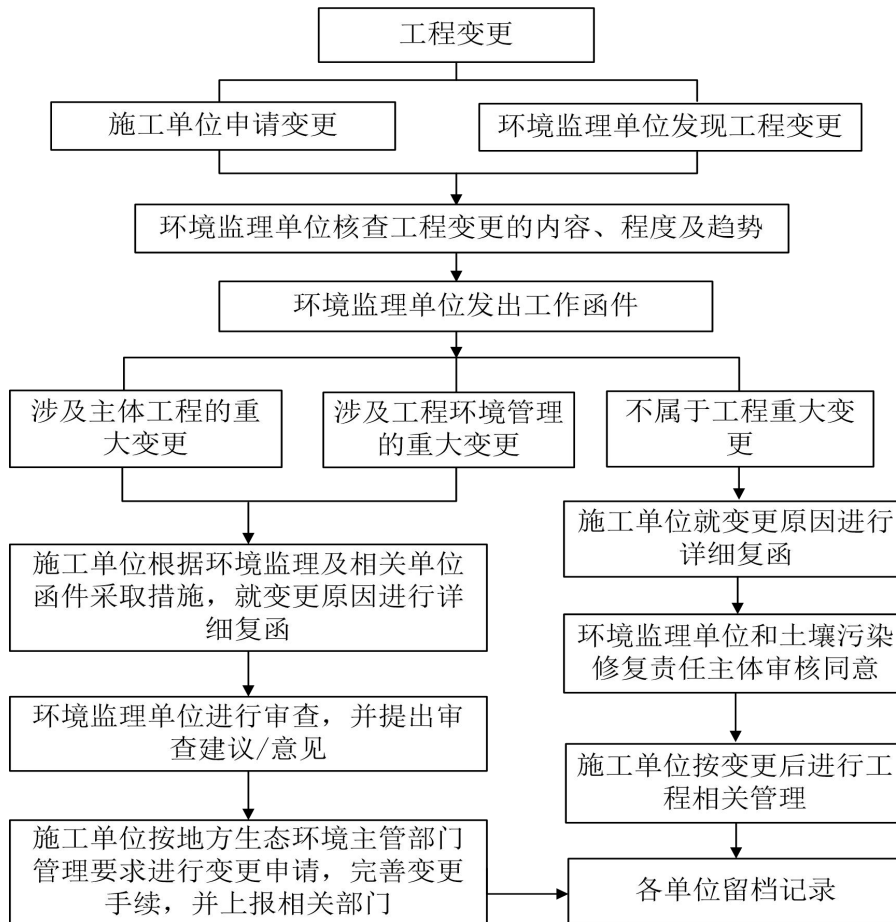 工程变更
施工单位申请变更
环境监理单位发现工程变更
环境监理单位核查工程变更的内容、程度及趋势
环境监理单位发出工作函件
涉及主体工程的重
大变更
涉及工程环境管理
的重大变更
不属于工程重大变
更
施工单位根据环境监理及相关单位
函件采取措施，就变更原因进行详
细复函
环境监理单位进行审查，并提出审
查建议/意见
施工单位按地方生态环境主管部门
管理要求进行变更申请，完善变更
手续，并上报相关部门
施工单位就变更原因进行
详细复函
环境监理单位和土壤污染
修复责任主体审核同意
施工单位按变更后进行工
程相关管理
各单位留档记录